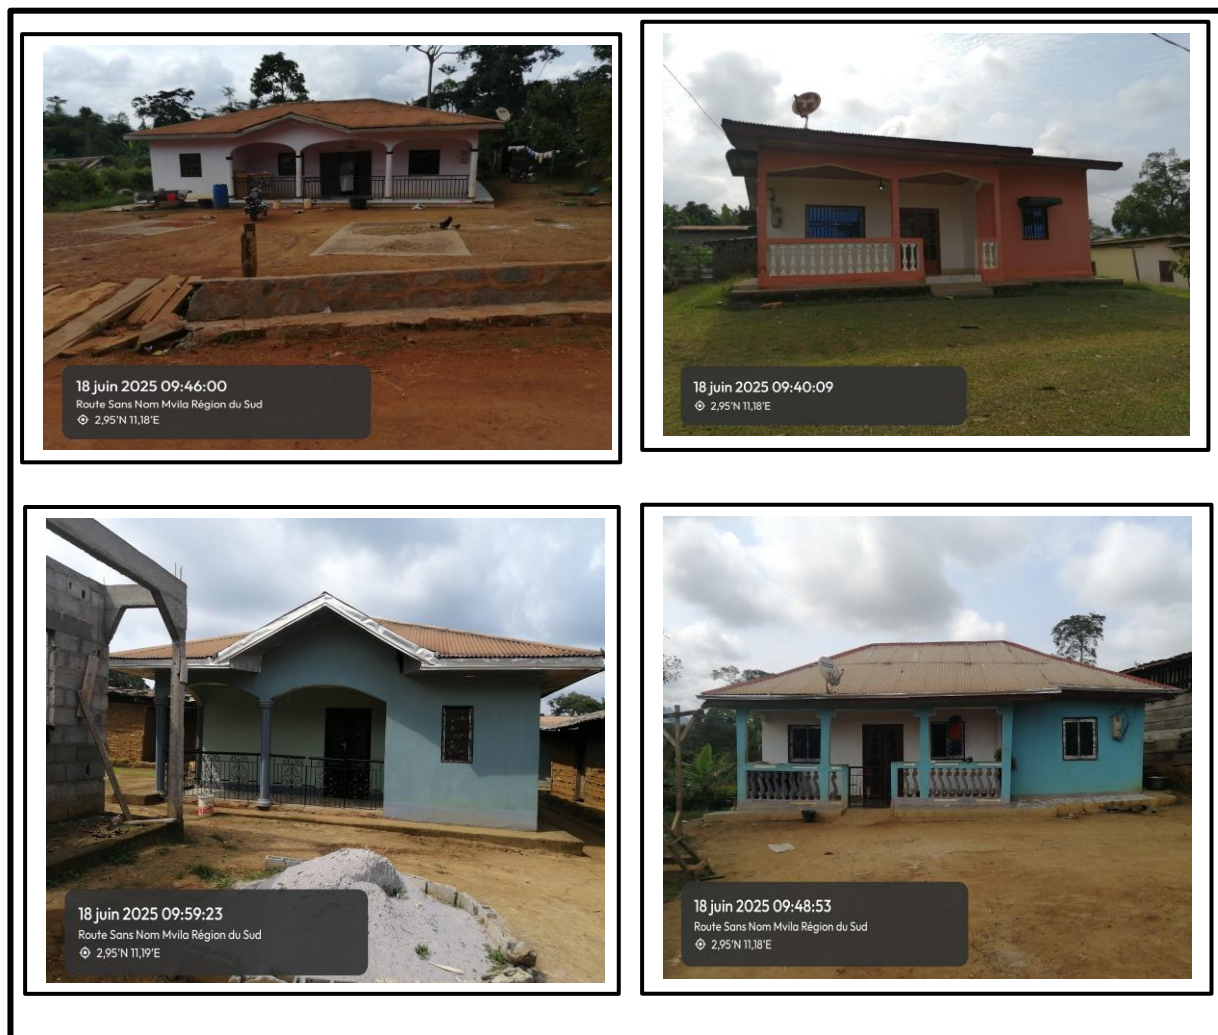 18 juin 2025 09:46:00
Route Sans Nom Mvila Région du Sud
2,95'N 11,18'E
18 juin 2025 09:40:09
2,95'N 11,18'E
18 juin 2025 09:59:23
Route Sans Nom Mvila Région du Sud
2,95'N 11,19'E
18 juin 2025 09:48:53
Route Sans Nom Mvila Région du Sud
2,95'N 11,18'E